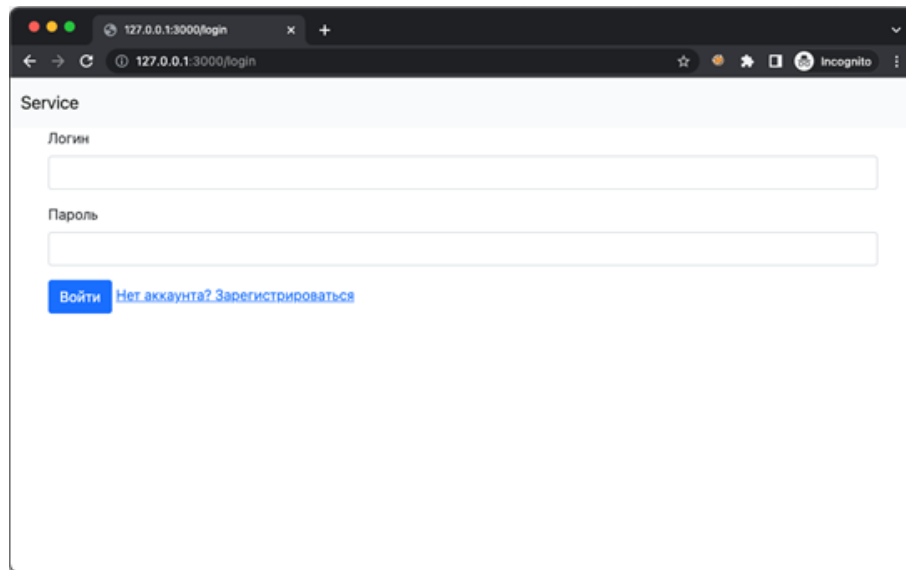 127.0.0.1:3000/login
127.0.0.1:3000/login Incognito
Service
Логин
Пароль
Войти Нет аккаунта? Зарегистрироваться